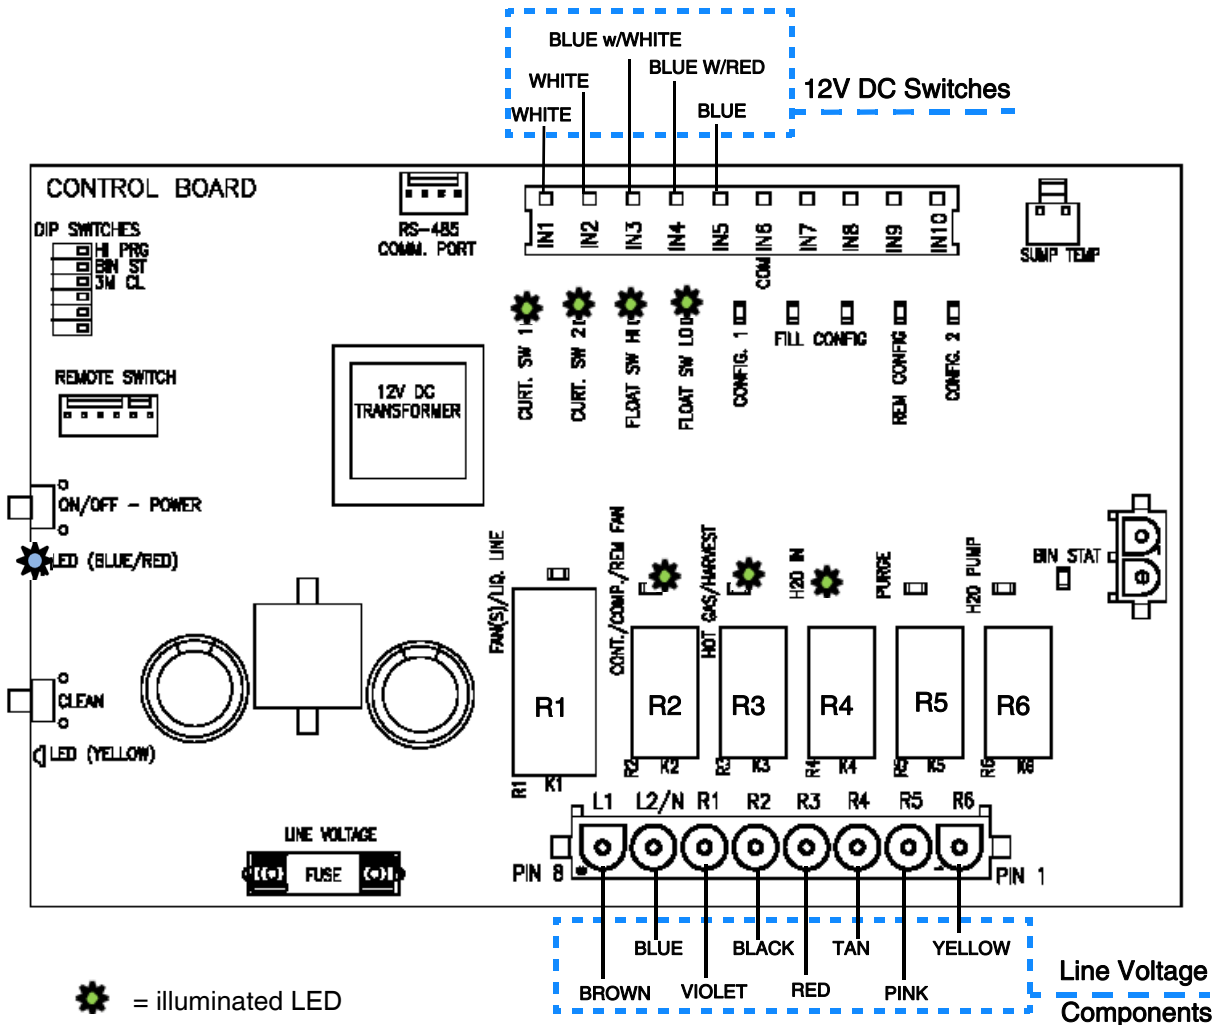 BLUE w/WHITE
BLUE W/RED
WHITE
WHITE
BLUE
12V DC Switches
CONTROL BOARD
DIP SWITCHES
HI PRG
BIN ST
3M CL
RS-485
COMM. PORT
IN1
IN2
IN3
IN4
IN5
COM IN6
IN7
IN8
IN9
IN10
SUMP TEMP
CURT. SW 1
CURT. SW 2
FLOAT SW HI
FLOAT SW LO
CONFIG. 1
FILL CONFIG
REM CONFIG
CONFIG. 2
REMOTE SWITCH
12V DC
TRANSFORMER
ON/OFF - POWER
LED (BLUE/RED)
FAN(S)/LIQ. LINE
CONT./COMP./REM FAN
HOT GAS/HARVEST
H2O IN
PURGE
H2O PUMP
BIN STAT
CLEAN
LED (YELLOW)
R1
R2
R3
R4
R5
R6
R1 K1
R2 K2
R3 K3
R4 K4
R5 K5
R6 K6
L1 L2/N R1 R2 R3 R4 R5 R6
LINE VOLTAGE
FUSE
PIN 8
PIN 1
BLUE
BLACK
TAN
YELLOW
BROWN
VIOLET
RED
PINK
Line Voltage
Components
= illuminated LED